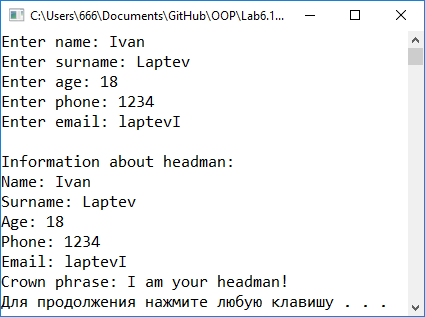 C:\Users\666\Documents\GitHub\OOP\Lab6.1...
Enter name: Ivan
Enter surname: Laptev
Enter age: 18
Enter phone: 1234
Enter email: laptevI
Information about headman:
Name: Ivan
Surname: Laptev
Age: 18
Phone: 1234
Email: laptevI
Crown phrase: I am your headman!
Для продолжения нажмите любую клавишу . . .